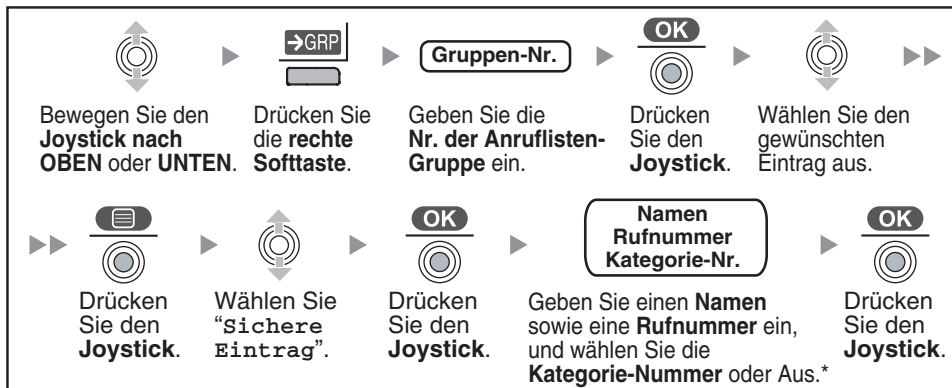 →GRP
Gruppen-Nr.
OK
Bewegen Sie den
Joystick nach
OBEN oder UNTEN.
Drücken Sie
die rechte
Softtaste.
Geben Sie die
Nr. der Anruflisten-
Gruppe ein.
Drücken
Sie den
Joystick.
Wählen Sie den
gewünschten
Eintrag aus.
OK
Namen
Rufnummer
Kategorie-Nr.
OK
Drücken
Sie den
Joystick.
Wählen Sie
“Sichere
Eintrag”.
Drücken
Sie den
Joystick.
Geben Sie einen Namen
sowie eine Rufnummer ein,
und wählen Sie die
Kategorie-Nummer oder Aus.*
Drücken
Sie den
Joystick.